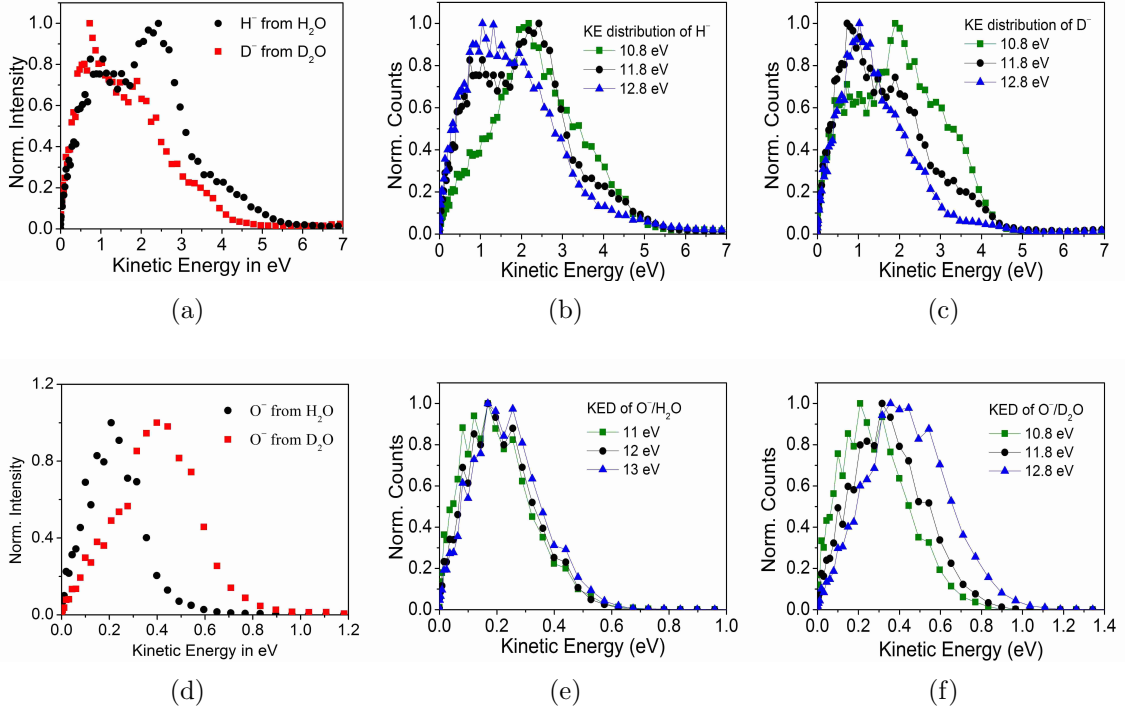 Norm. Intensity
1.0
0.8
0.6
0.4
0.2
0.0
H⁻ from H₂O
D⁻ from D₂O
0 1 2 3 4 5 6 7
Kinetic Energy in eV
(a)
Norm. Counts
1.0
0.8
0.6
0.4
0.2
0.0
KE distribution of H⁻
10.8 eV
11.8 eV
12.8 eV
0 1 2 3 4 5 6 7
Kinetic Energy (eV)
(b)
Norm. Counts
1.0
0.8
0.6
0.4
0.2
0.0
KE distribution of D⁻
10.8 eV
11.8 eV
12.8 eV
0 1 2 3 4 5 6 7
Kinetic Energy (eV)
(c)
Norm. Intensity
1.2
1.0
0.8
0.6
0.4
0.2
0.0
O⁻ from H₂O
O⁻ from D₂O
0.0 0.2 0.4 0.6 0.8 1.0 1.2
Kinetic Energy in eV
(d)
Norm. Counts
1.0
0.8
0.6
0.4
0.2
0.0
KED of O⁻/H₂O
11 eV
12 eV
13 eV
0.0 0.2 0.4 0.6 0.8 1.0
Kinetic Energy (eV)
(e)
Norm. Counts
1.0
0.8
0.6
0.4
0.2
0.0
KED of O⁻/D₂O
10.8 eV
11.8 eV
12.8 eV
0.0 0.2 0.4 0.6 0.8 1.0 1.2 1.4
Kinetic Energy (eV)
(f)